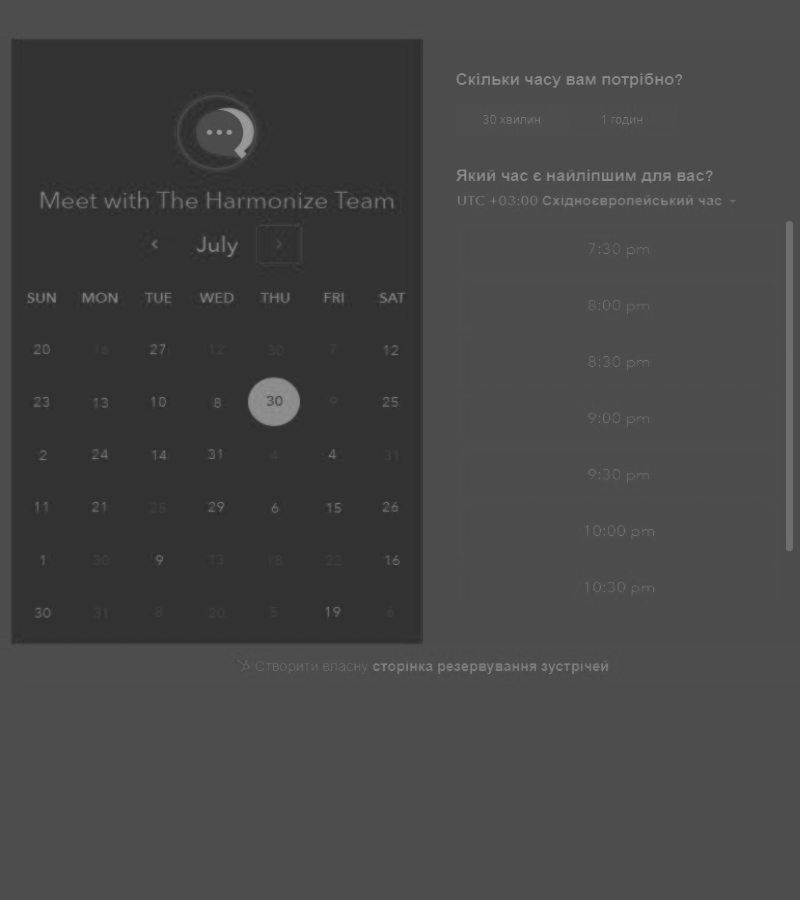 Meet with The Harmonize Team
July
SUN MON TUE WED THU FRI SAT
20 16 27 12 30 7 12
23 13 10 8 30 9 25
2 24 14 31 4 4 31
11 21 28 29 6 15 26
1 30 9 13 18 22 16
30 31 8 20 5 19 6
Скільки часу вам потрібно?
30 хвилин 1 годин
Який час є найліпшим для вас?
UTC +03:00 Східноєвропейський час
7:30 pm
8:00 pm
8:30 pm
9:00 pm
9:30 pm
10:00 pm
10:30 pm
Створити власну сторінка резервування зустрічей